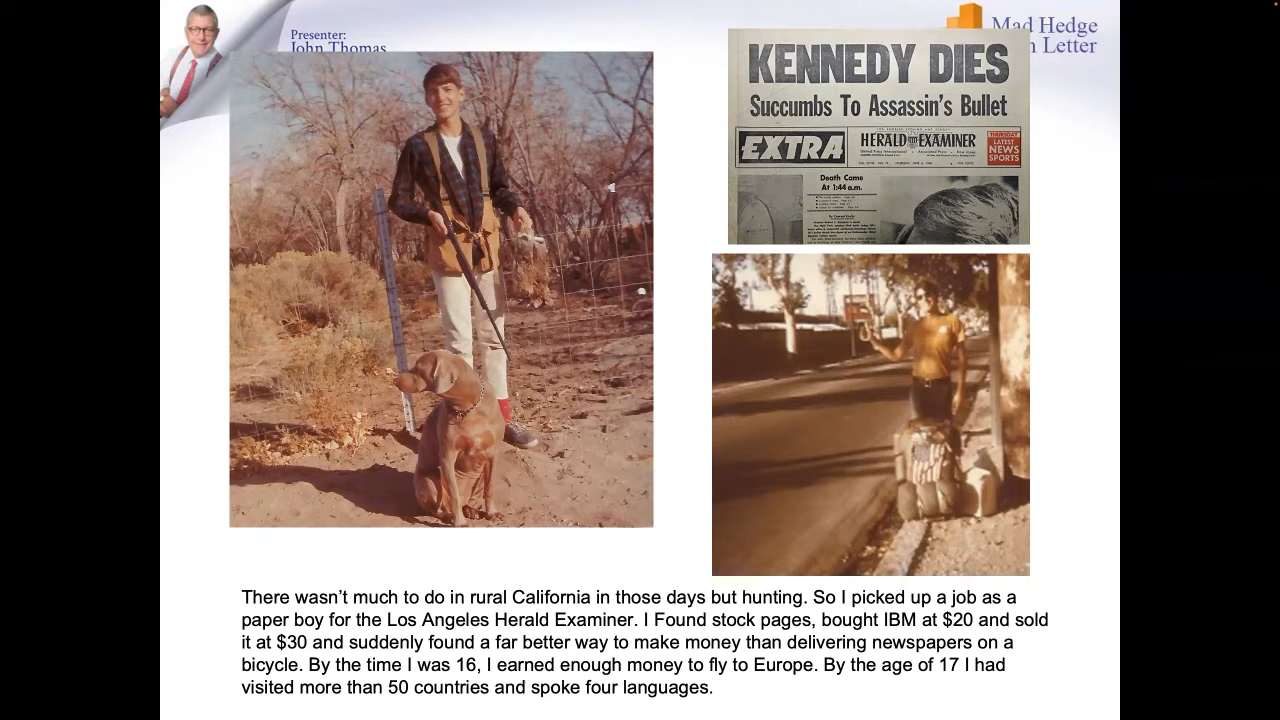 Presenter:
John Thomas
Mad Hedge
Letter
KENNEDY DIES
Succumbs To Assassin's Bullet
EXTRA
HERALD EXAMINER
THURSDAY
LATEST
NEWS
SPORTS
Death Came
At 1:44 a.m.
There wasn't much to do in rural California in those days but hunting. So I picked up a job as a
paper boy for the Los Angeles Herald Examiner. I Found stock pages, bought IBM at $20 and sold
it at $30 and suddenly found a far better way to make money than delivering newspapers on a
bicycle. By the time I was 16, I earned enough money to fly to Europe. By the age of 17 I had
visited more than 50 countries and spoke four languages.